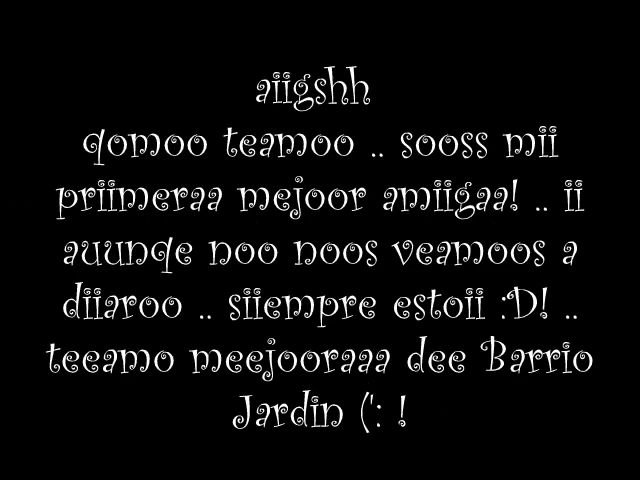 aiigshh
qomoo teamoo .. sooss mii
priimeraa mejoor amiigaa! .. ii
auunqe noo noos veamoos a
diiaroo .. siiempre estoii :D! ..
teeamo meejooraaa dee Barrio
Jardin (': !